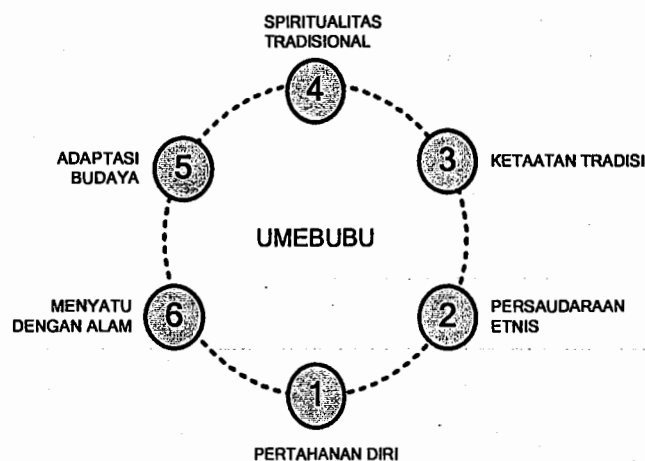 SPIRITUALITAS
TRADISIONAL
4
ADAPTASI
BUDAYA
5
3
KETAATAN TRADISI
UMEBUBU
MENYATU
DENGAN ALAM
6
2
PERSAUDARAAN
ETNIS
1
PERTAHANAN DIRI